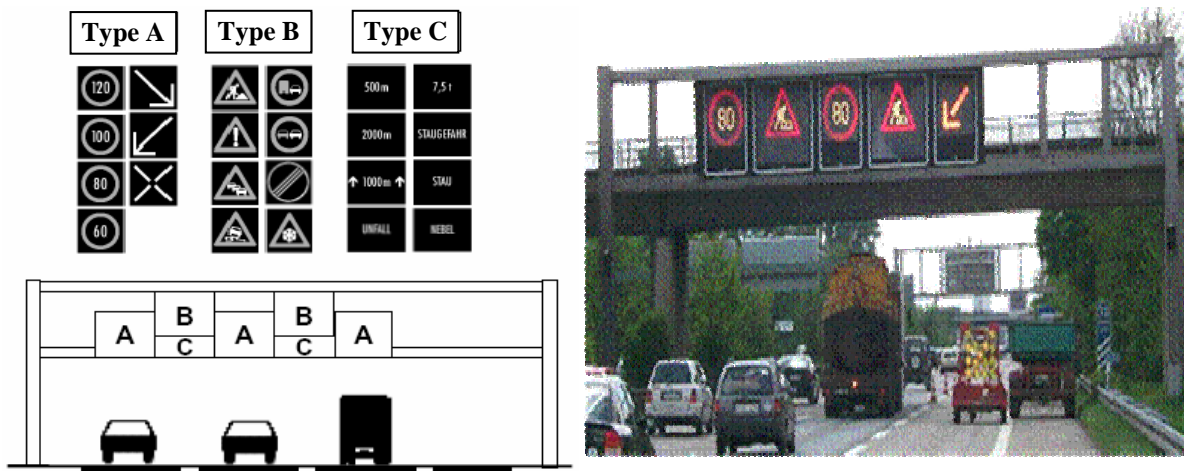 Type A Type B Type C
120 500m 7,5 t
100 2000m STAUGEFAHR
80 ↑ 1000m ↑ STAU
60 UNFALL NEBEL
B B
A A A
C C
80 80